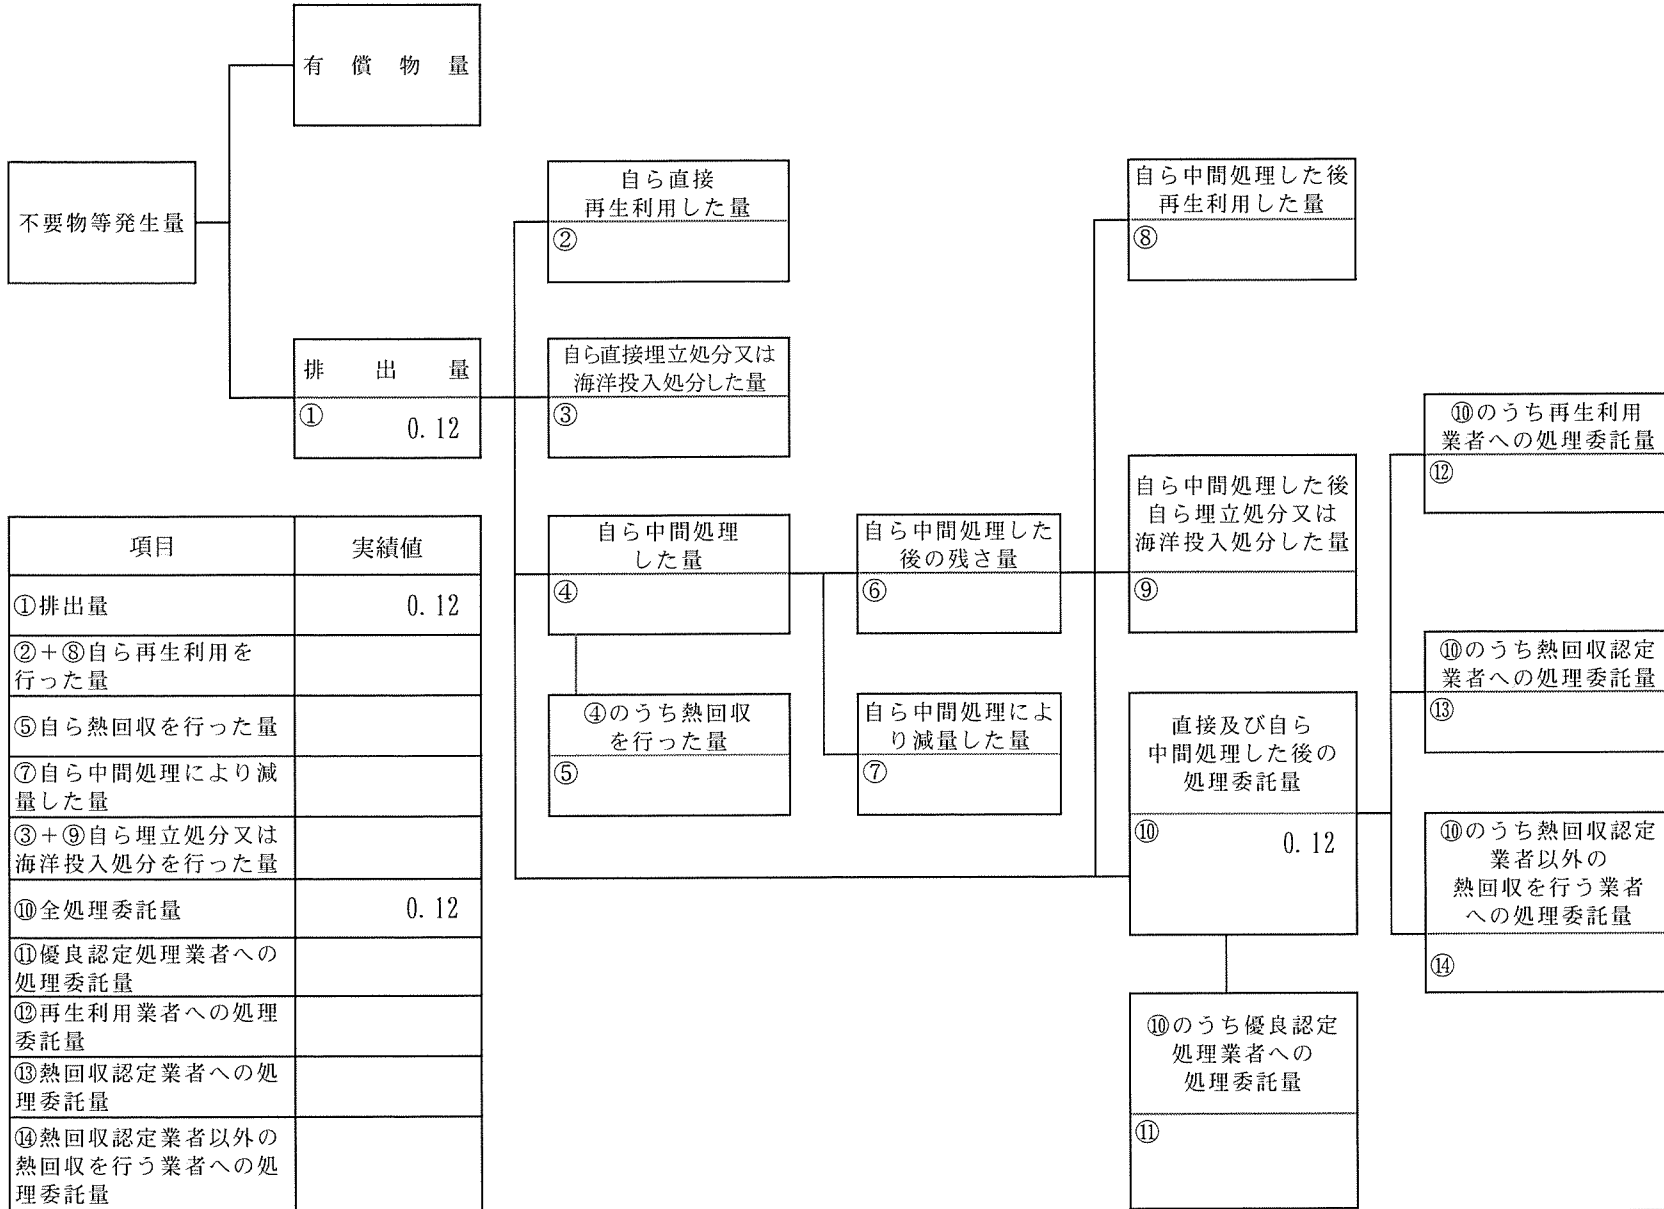 有償物量
不要物等発生量
排出量
①
0.12
自ら直接
再生利用した量
②
自ら直接埋立処分又は
海洋投入処分した量
③
自ら中間処理
した量
④
④のうち熱回収
を行った量
⑤
自ら中間処理した
後の残さ量
⑥
自ら中間処理によ
り減量した量
⑦
自ら中間処理した後
再生利用した量
⑧
自ら中間処理した後
自ら埋立処分又は
海洋投入処分した量
⑨
直接及び自ら
中間処理した後の
処理委託量
⑩
0.12
⑩のうち優良認定
処理業者への
処理委託量
⑪
⑩のうち再生利用
業者への処理委託量
⑫
⑩のうち熱回収認定
業者への処理委託量
⑬
⑩のうち熱回収認定
業者以外の
熱回収を行う業者
への処理委託量
⑭
項目 実績値
①排出量 0.12
②+⑧自ら再生利用を
行った量
⑤自ら熱回収を行った量
⑦自ら中間処理により減
量した量
③+⑨自ら埋立処分又は
海洋投入処分を行った量
⑩全処理委託量 0.12
⑪優良認定処理業者への
処理委託量
⑫再生利用業者への処理
委託量
⑬熱回収認定業者への処
理委託量
⑭熱回収認定業者以外の
熱回収を行う業者への処
理委託量